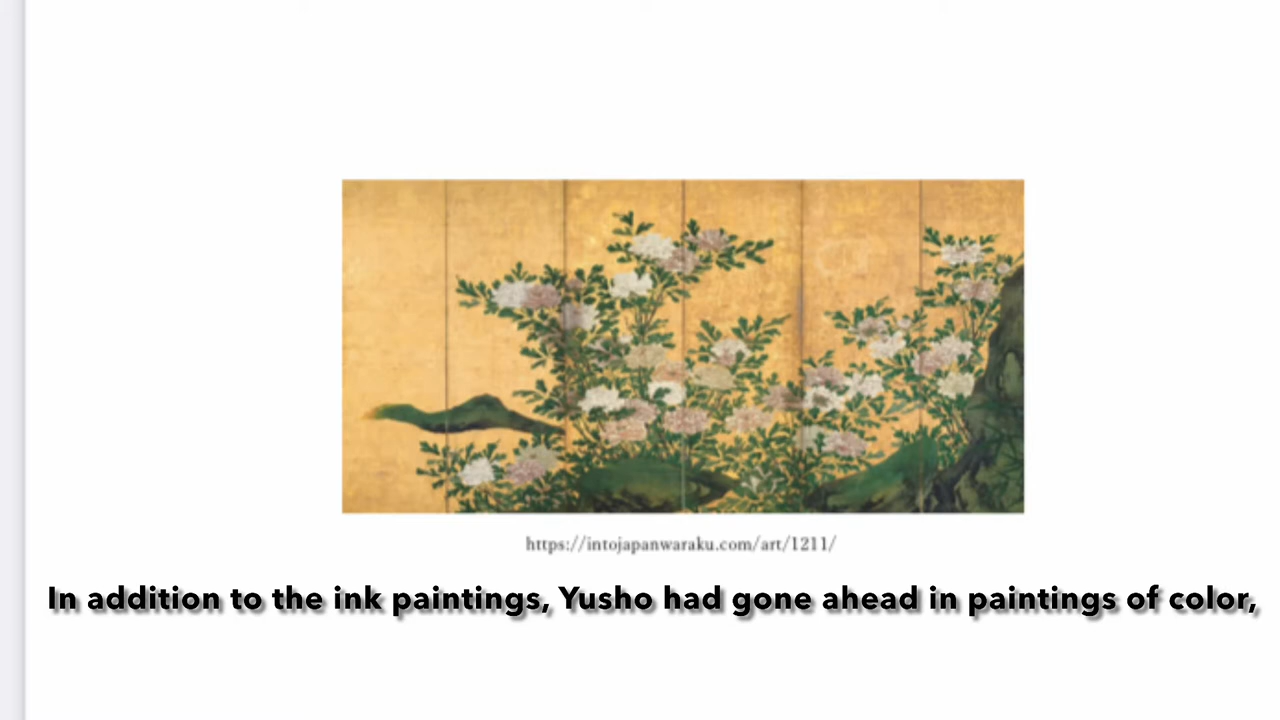 https://intojapanwaraku.com/art/1211/
In addition to the ink paintings, Yusho had gone ahead in paintings of color,